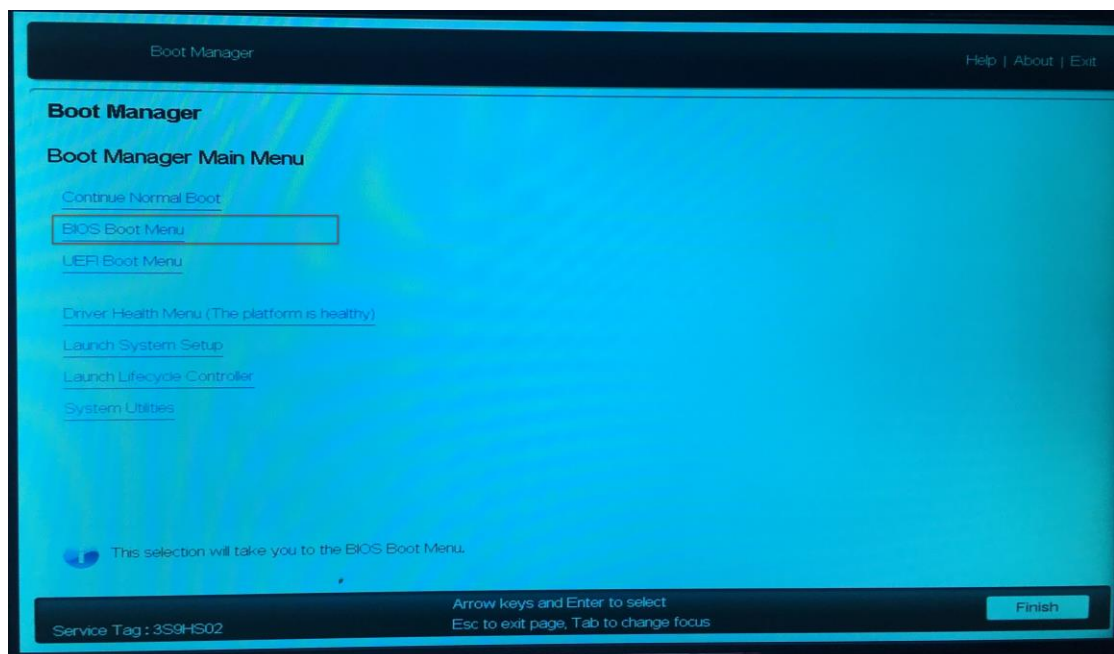 Boot Manager
Help | About | Exit
Boot Manager
Boot Manager Main Menu
Continue Normal Boot
BIOS Boot Menu
UEFI Boot Menu
Driver Health Menu (The platform is healthy)
Launch System Setup
Launch Lifecycle Controller
System Utilities
This selection will take you to the BIOS Boot Menu.
Arrow keys and Enter to select
Esc to exit page, Tab to change focus
Service Tag : 3S9HS02
Finish